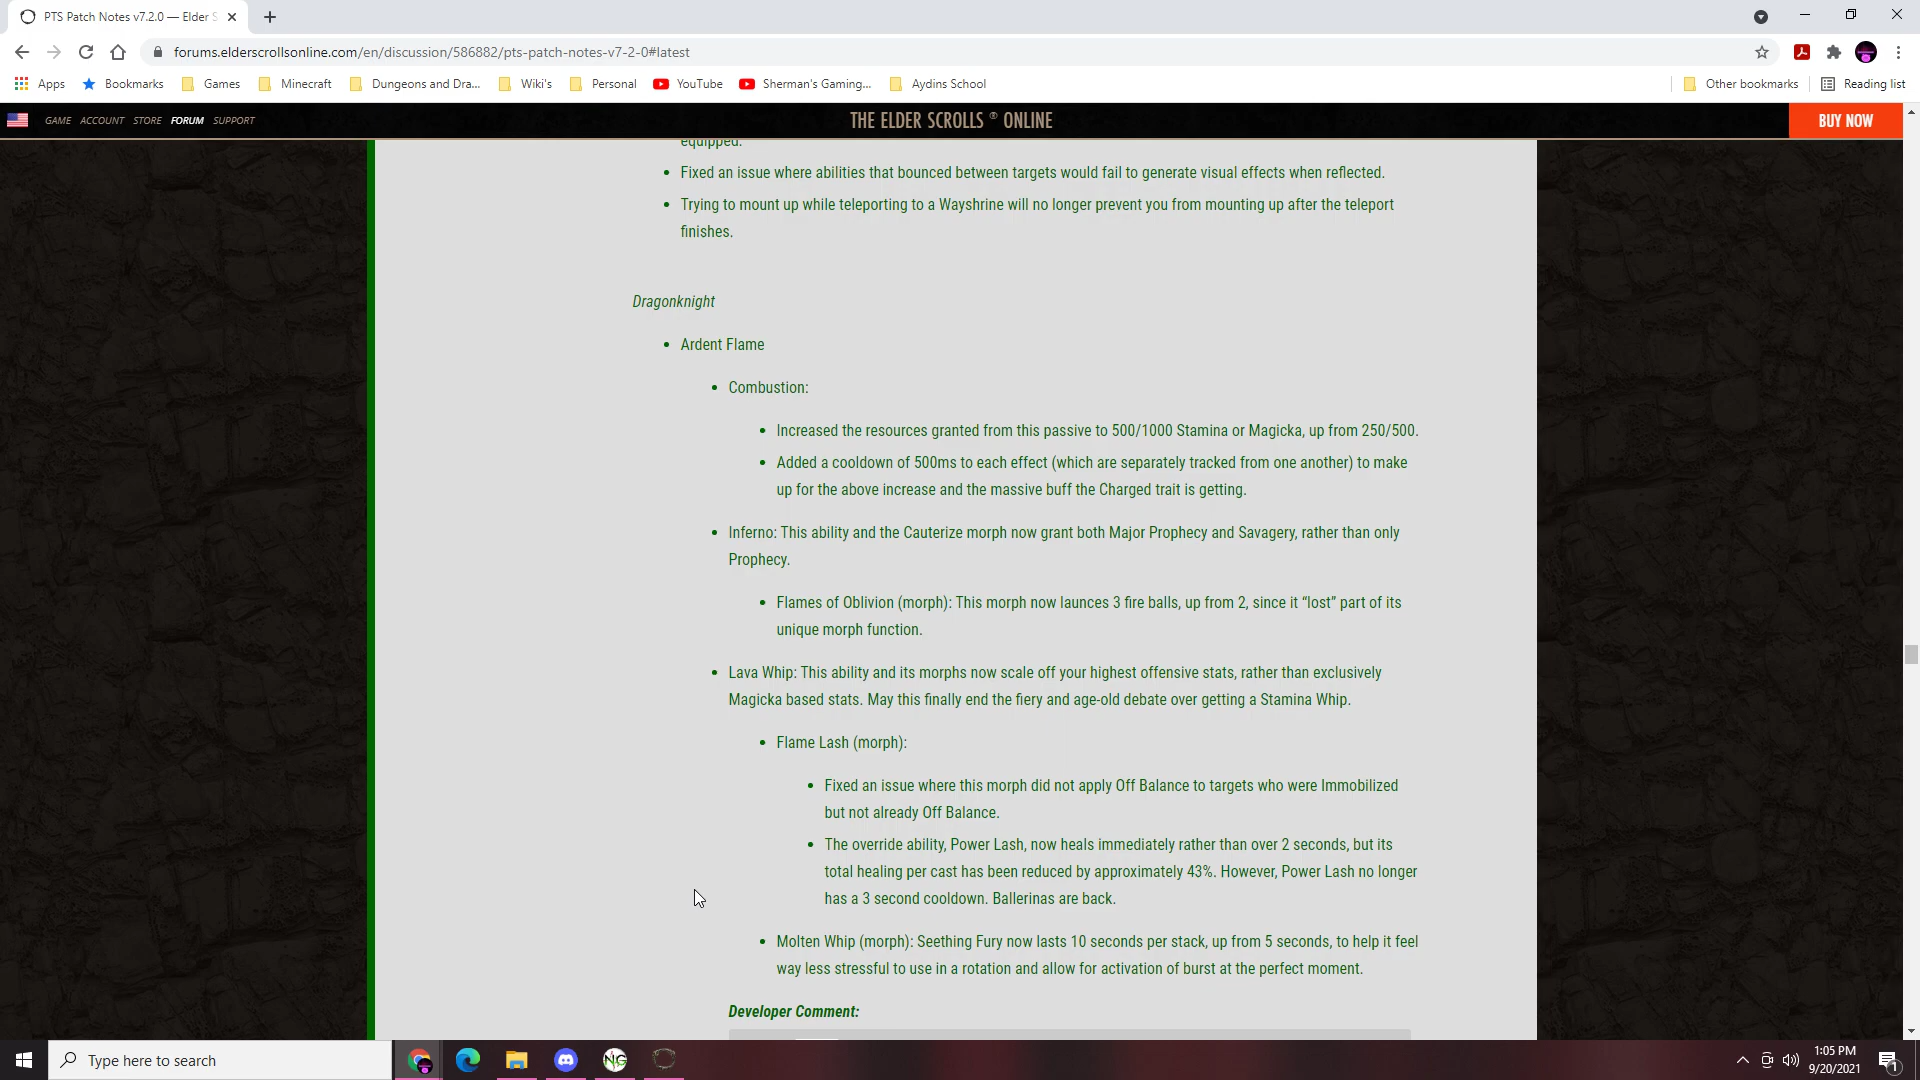 PTS Patch Notes v7.2.0 — Elder S
forums.elderscrollsonline.com/en/discussion/586882/pts-patch-notes-v7-2-0#latest
Apps Bookmarks Games Minecraft Dungeons and Dra... Wiki's Personal YouTube Sherman's Gaming... Aydins School Other bookmarks Reading list
GAME ACCOUNT STORE FORUM SUPPORT THE ELDER SCROLLS ® ONLINE BUY NOW
equipped.
• Fixed an issue where abilities that bounced between targets would fail to generate visual effects when reflected.
• Trying to mount up while teleporting to a Wayshrine will no longer prevent you from mounting up after the teleport
finishes.
Dragonknight
• Ardent Flame
• Combustion:
• Increased the resources granted from this passive to 500/1000 Stamina or Magicka, up from 250/500.
• Added a cooldown of 500ms to each effect (which are separately tracked from one another) to make
up for the above increase and the massive buff the Charged trait is getting.
• Inferno: This ability and the Cauterize morph now grant both Major Prophecy and Savagery, rather than only
Prophecy.
• Flames of Oblivion (morph): This morph now launces 3 fire balls, up from 2, since it “lost” part of its
unique morph function.
• Lava Whip: This ability and its morphs now scale off your highest offensive stats, rather than exclusively
Magicka based stats. May this finally end the fiery and age-old debate over getting a Stamina Whip.
• Flame Lash (morph):
• Fixed an issue where this morph did not apply Off Balance to targets who were Immobilized
but not already Off Balance.
• The override ability, Power Lash, now heals immediately rather than over 2 seconds, but its
total healing per cast has been reduced by approximately 43%. However, Power Lash no longer
has a 3 second cooldown. Ballerinas are back.
• Molten Whip (morph): Seething Fury now lasts 10 seconds per stack, up from 5 seconds, to help it feel
way less stressful to use in a rotation and allow for activation of burst at the perfect moment.
Developer Comment:
Type here to search
NG
1:05 PM
9/20/2021
1